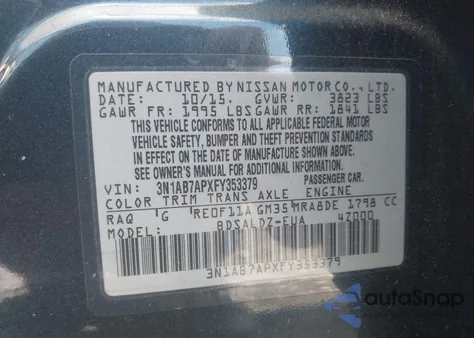 MANUFACTURED BY NISSAN MOTOR CO., LTD.
DATE: 10/15. GVWR: 3823 LBS
GAWR FR: 1995 LBS GAWR RR: 1841 LBS
THIS VEHICLE CONFORMS TO ALL APPLICABLE
FEDERAL MOTOR VEHICLE SAFETY, BUMPER AND
THEFT PREVENTION STANDARDS IN EFFECT ON THE
DATE OF MANUFACTURE SHOWN ABOVE.
SEE OWNER'S MANUAL FOR ADDITIONAL INFORMATION.
VIN: 3N1AB7APXFY353379 PASSENGER CAR.
COLOR TRIM TRANS AXLE ENGINE
RAQ G RE0F11A GM35 MRA8DE 1798 CC
MODEL: BDSALDZ-EUA 4Z000
3N1AB7APXFY353379
autaSnap